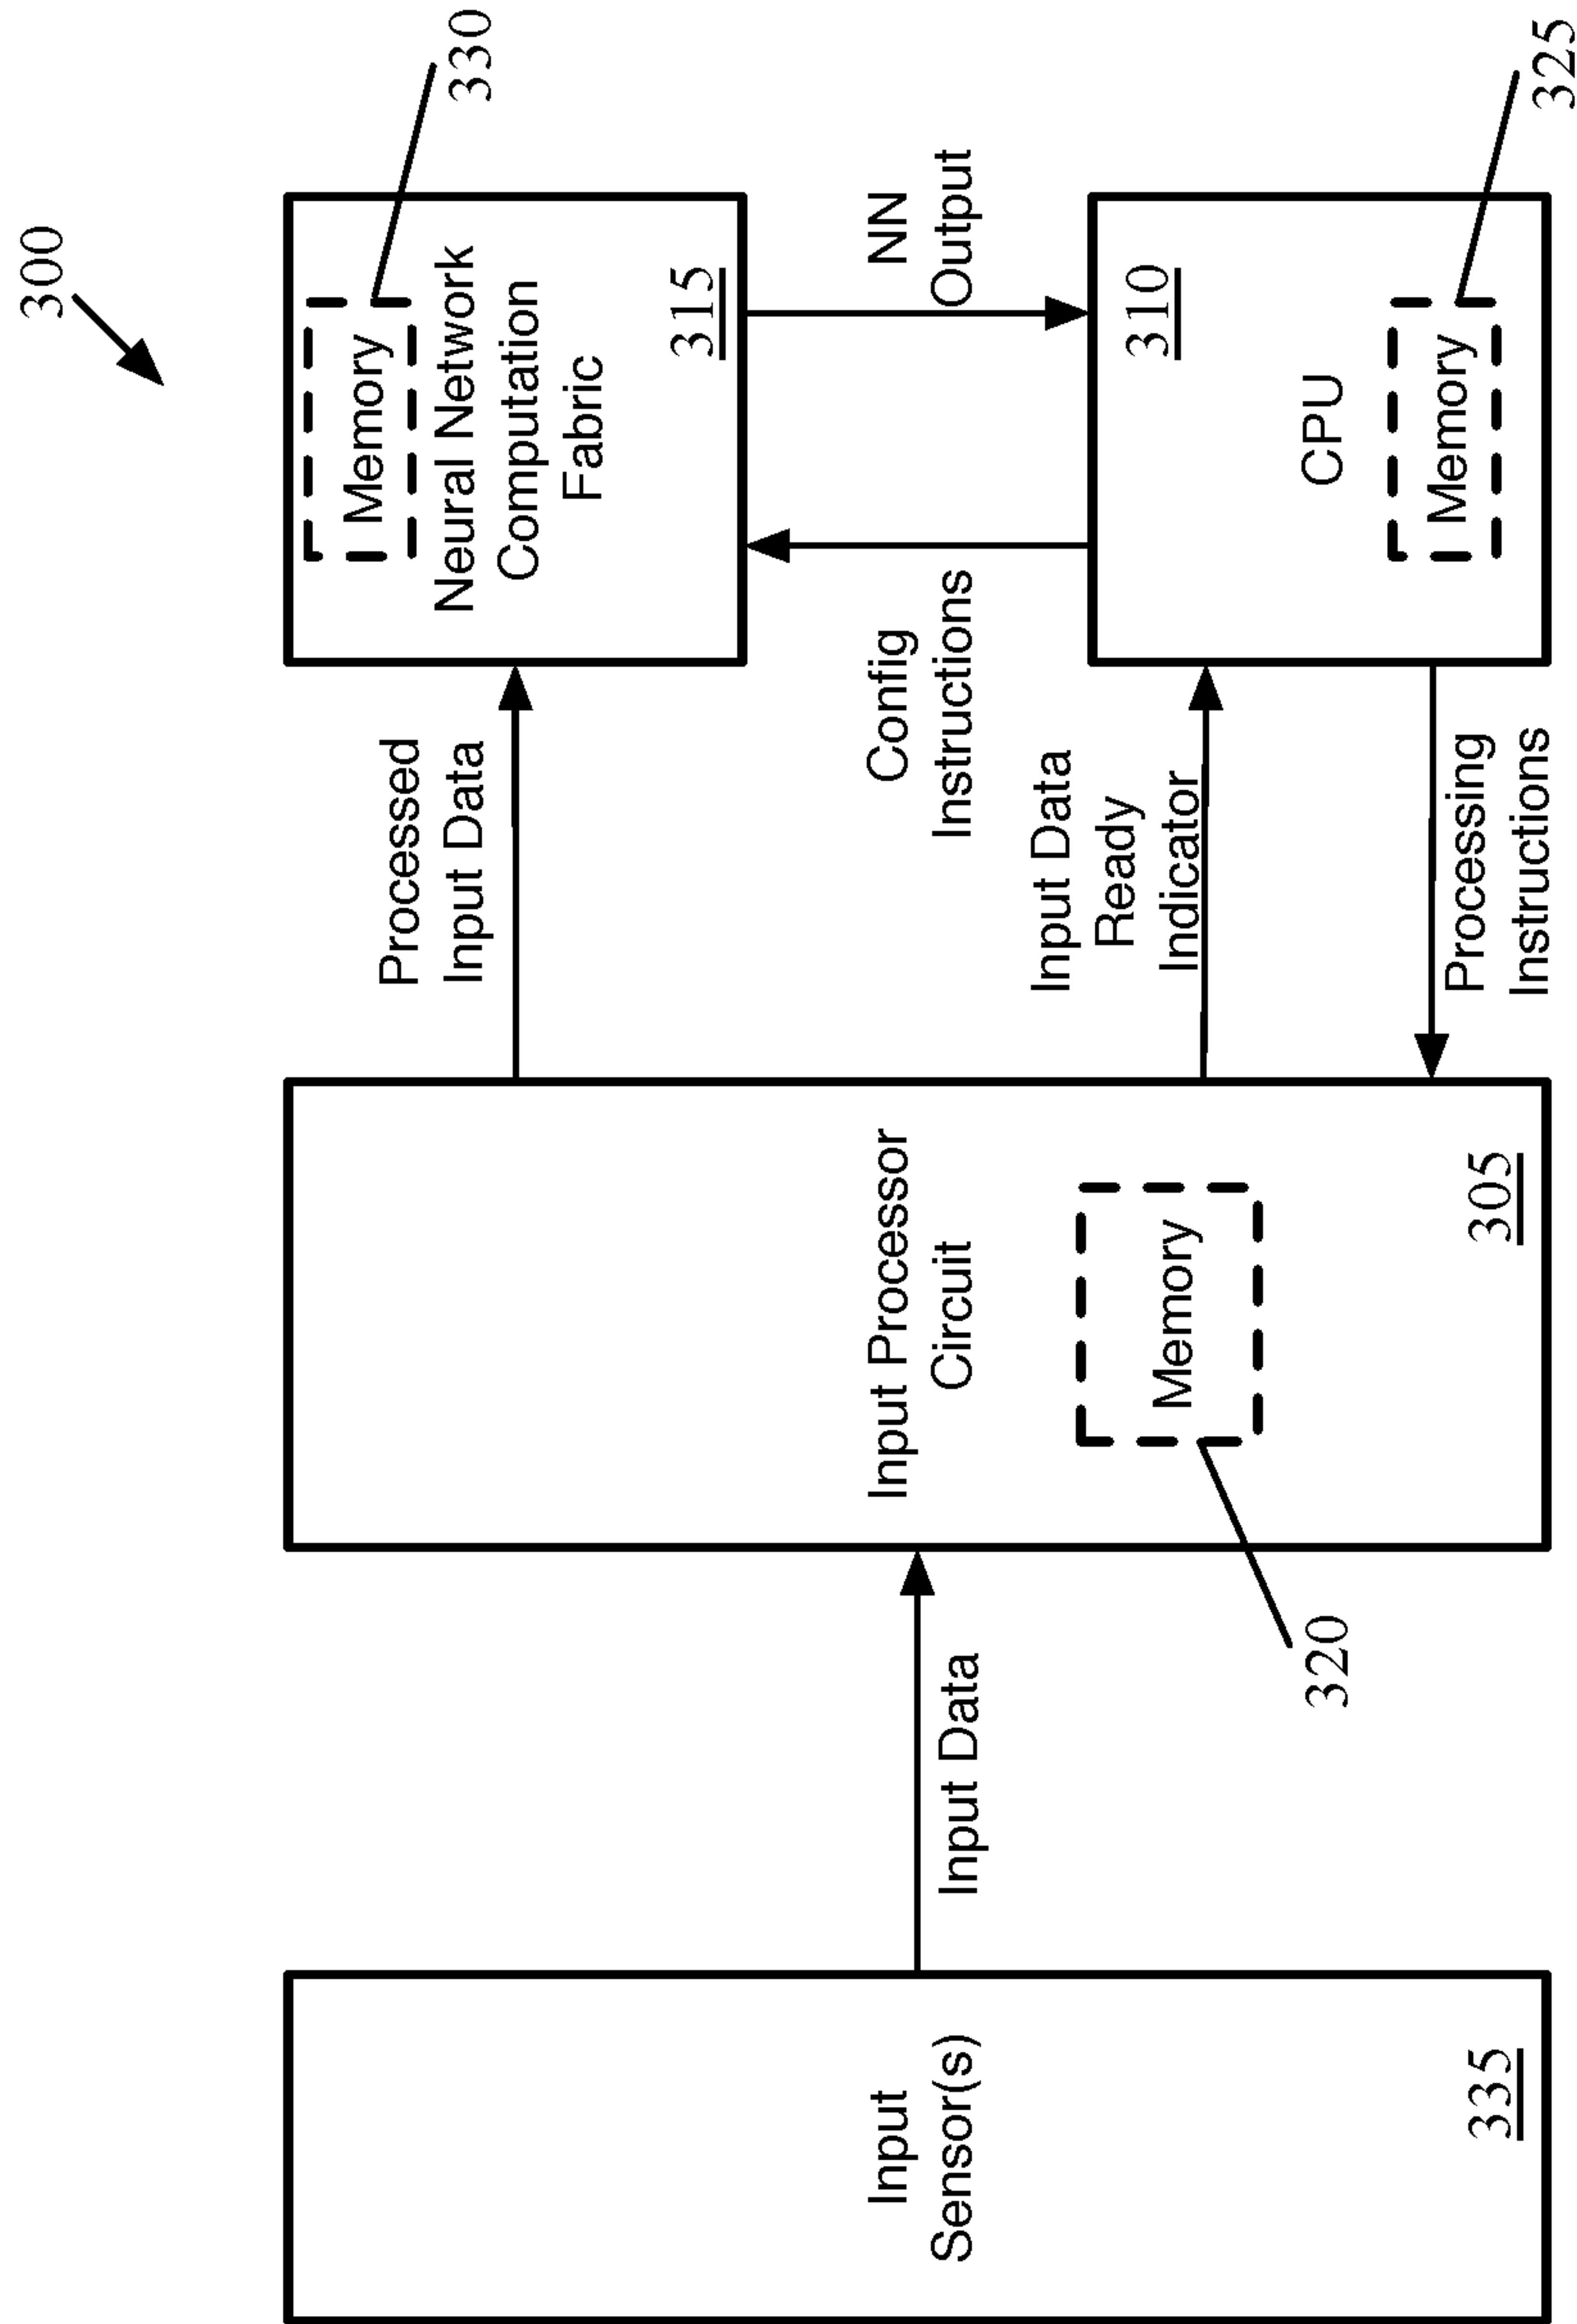 300
Input
Sensor(s)
335
Input Data
Input Processor
Circuit
Memory
320
305
Processed
Input Data
Input Data
Ready
Indicator
Processing
Instructions
Memory
330
Neural Network
Computation
Fabric
315
Config
Instructions
NN
Output
310
CPU
Memory
325